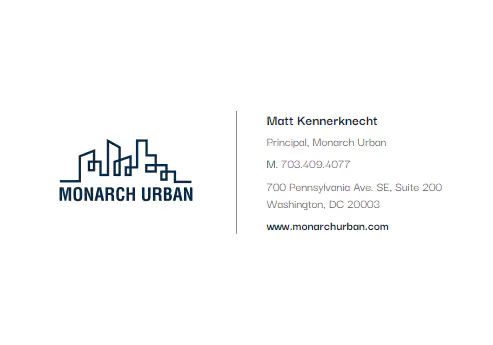 MONARCH URBAN
Matt Kennerknecht
Principal, Monarch Urban
M. 703.409.4077
700 Pennsylvania Ave. SE, Suite 200
Washington, DC 20003
www.monarchurban.com